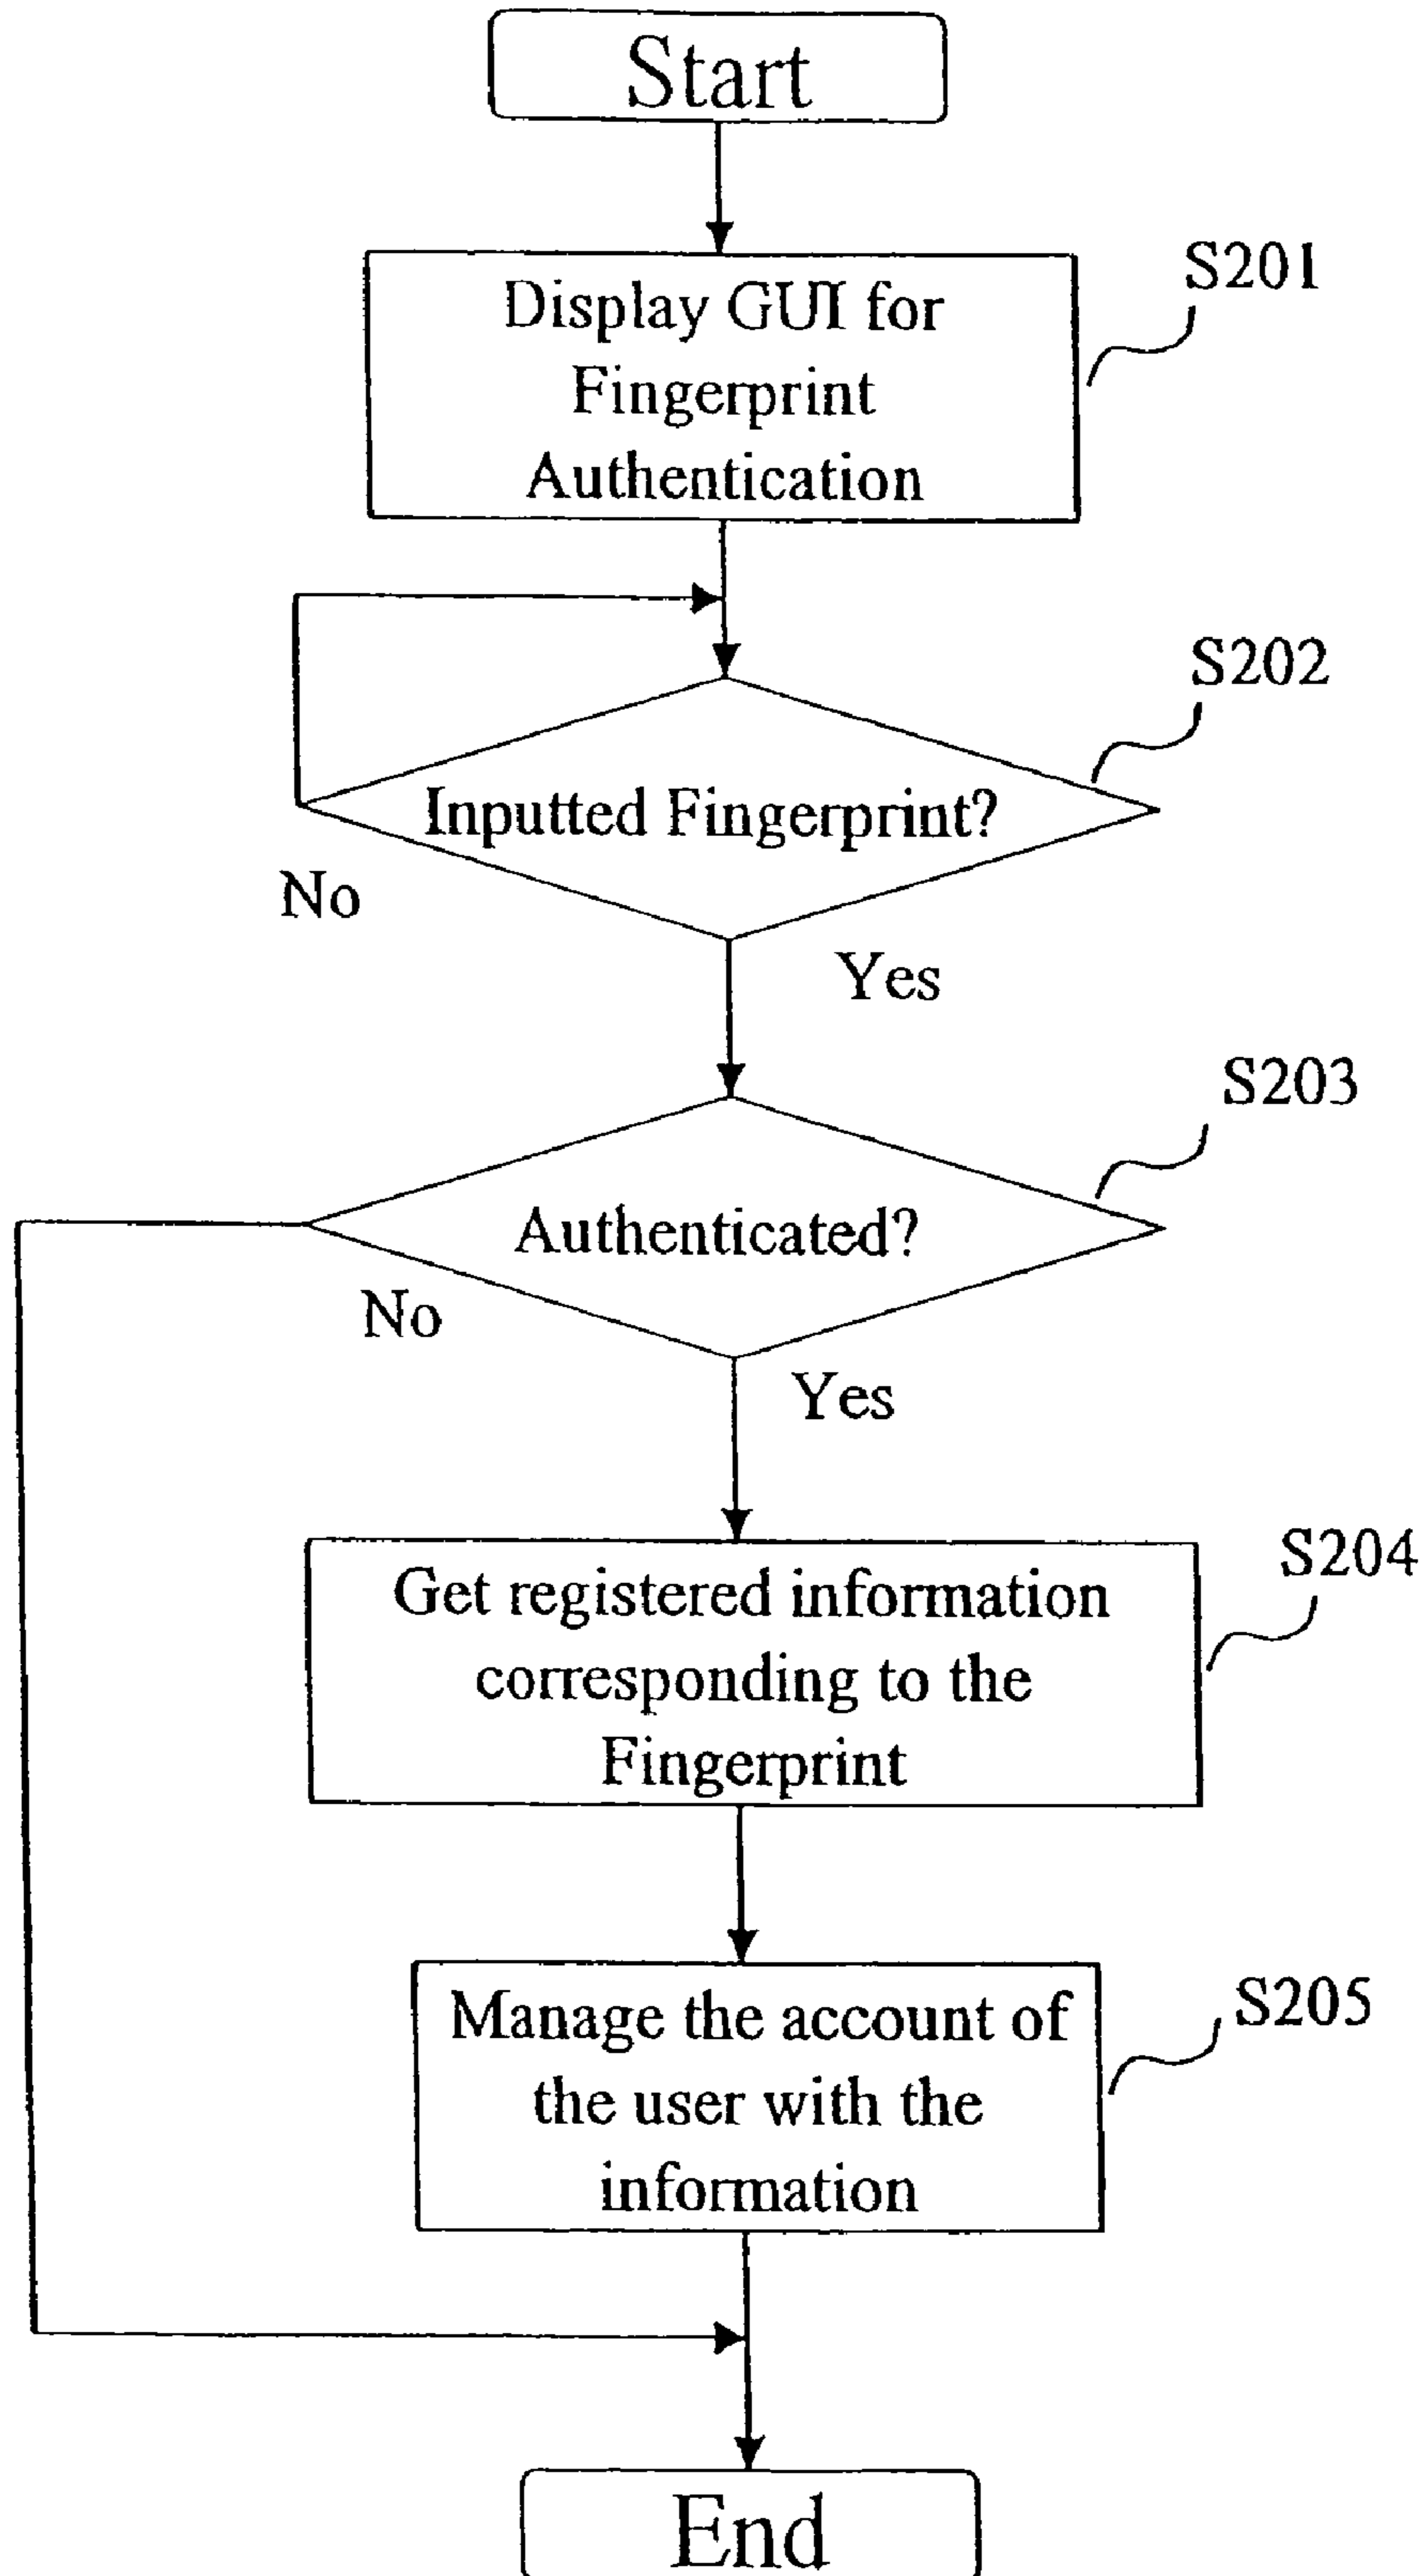 Start
S201
Display GUI for
Fingerprint
Authentication
S202
Inputted Fingerprint?
No
Yes
S203
Authenticated?
No
Yes
S204
Get registered information
corresponding to the
Fingerprint
S205
Manage the account of
the user with the
information
End